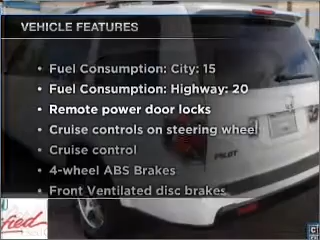 VEHICLE FEATURES
• Fuel Consumption: City: 15
• Fuel Consumption: Highway: 20
• Remote power door locks
• Cruise controls on steering wheel
• Cruise control
• 4-wheel ABS Brakes
• Front Ventilated disc brakes
PILOT